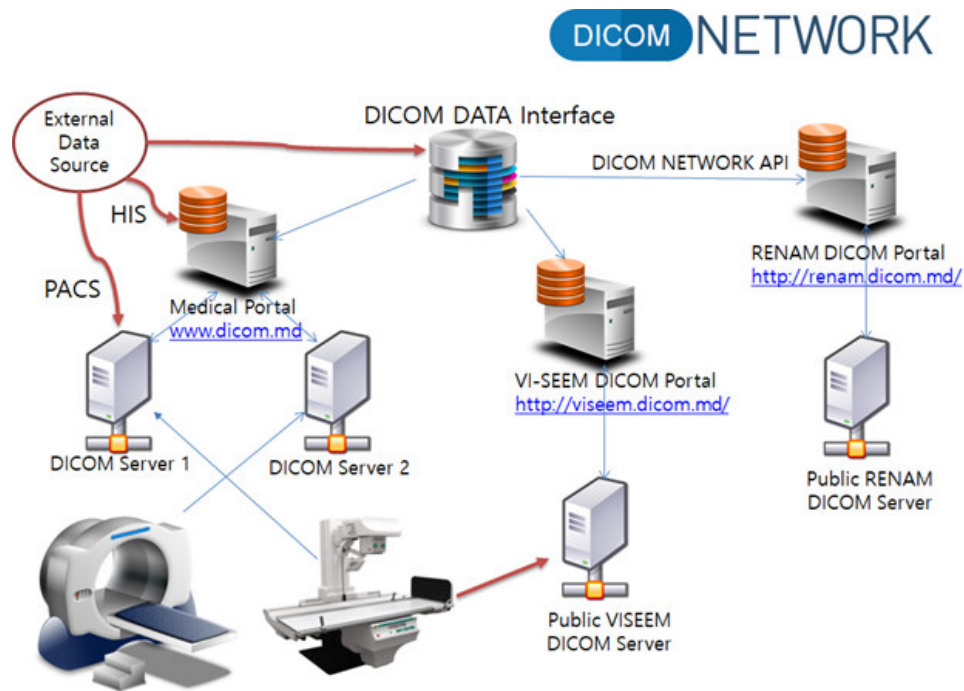 DICOM NETWORK
External
Data
Source
DICOM DATA Interface
DICOM NETWORK API
HIS
PACS
Medical Portal
www.dicom.md
RENAM DICOM Portal
http://renam.dicom.md/
VI-SEEM DICOM Portal
http://viseem.dicom.md/
DICOM Server 1
DICOM Server 2
Public RENAM
DICOM Server
Public VISEEM
DICOM Server